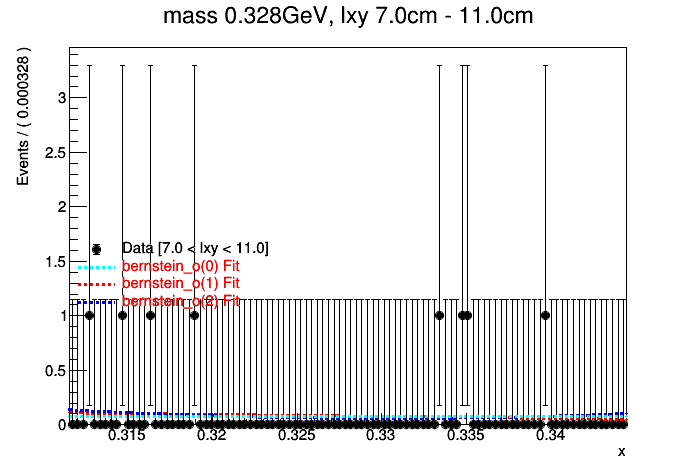 mass 0.328GeV, lxy 7.0cm - 11.0cm
Events / ( 0.000328 )
3
2.5
2
1.5
1
0.5
0
Data [7.0 < lxy < 11.0]
bernstein_o(0) Fit
bernstein_o(1) Fit
bernstein_o(2) Fit
0.315 0.32 0.325 0.33 0.335 0.34
x